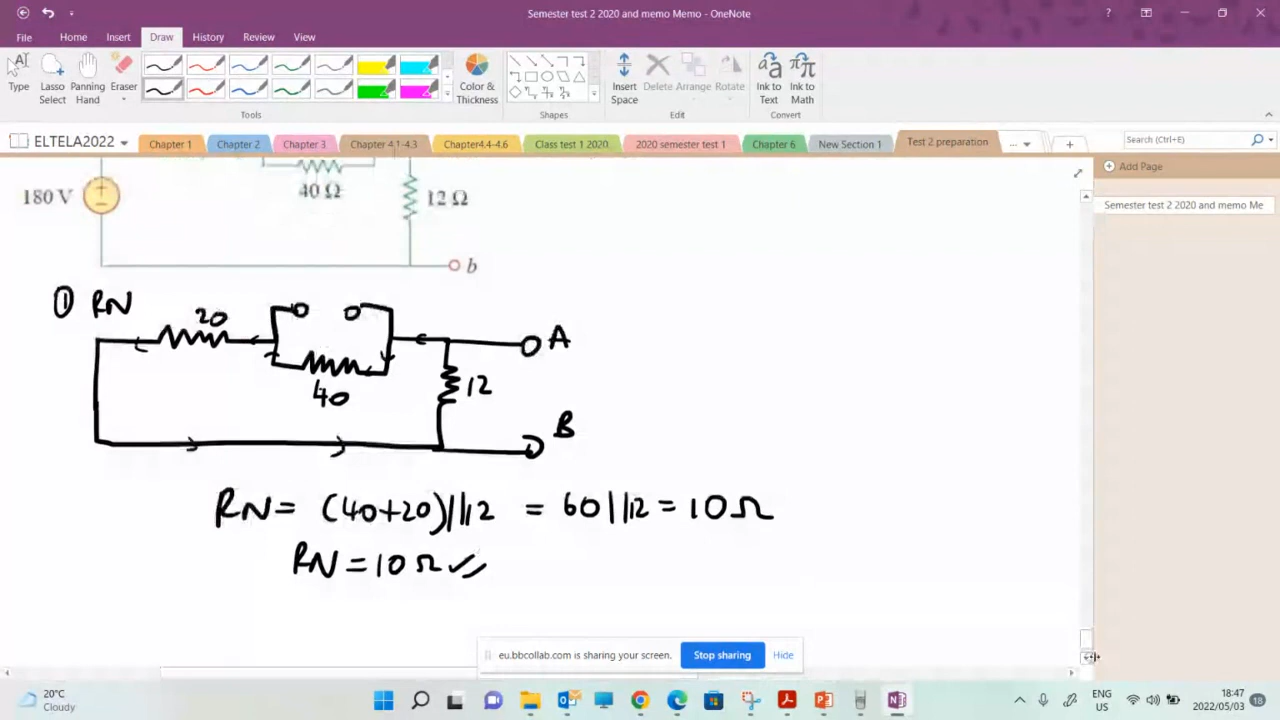 Semester test 2 2020 and memo Memo - OneNote
File Home Insert Draw History Review View
Type Lasso Select Panning Hand Eraser
Color & Thickness
Insert Space Delete Arrange Rotate
Ink to Text Ink to Math
Tools Shapes Edit Convert
ELTELA2022 Chapter 1 Chapter 2 Chapter 3 Chapter 4.1-4.3 Chapter4.4-4.6 Class test 1 2020 2020 semester test 1 Chapter 6 New Section 1 Test 2 preparation ... Search (Ctrl+E)
Add Page
Semester test 2 2020 and memo Me
180 V 40 Ω 12 Ω
b
① RN
20
A
40
12
B
RN = (40+20)||12 = 60||12 = 10Ω
RN = 10Ω
eu.bbcollab.com is sharing your screen. Stop sharing Hide
20°C
Cloudy
ENG
US
18:47
2022/05/03
18